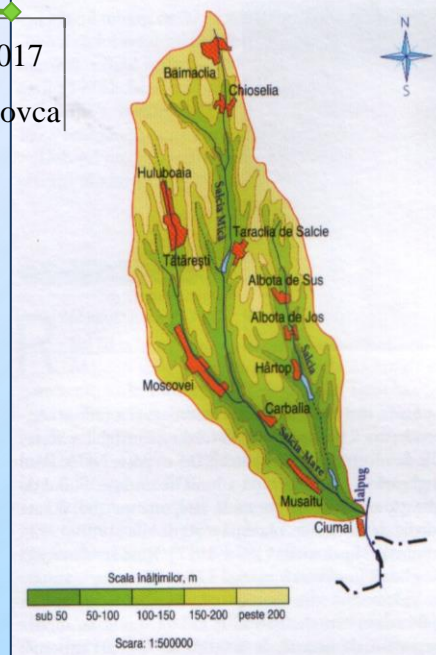 017
ovca
N
S
Baimaclia
Chioselia
Huluboaia
Salcia Mică
Taraclia de Salcie
Tătărești
Albota de Sus
Albota de Jos
Salcia
Hârtop
Moscovei
Carbalia
Salcia Mare
Ialpug
Musaitu
Ciumai
Scala înălțimilor, m
sub 50 50-100 100-150 150-200 peste 200
Scara: 1:500000